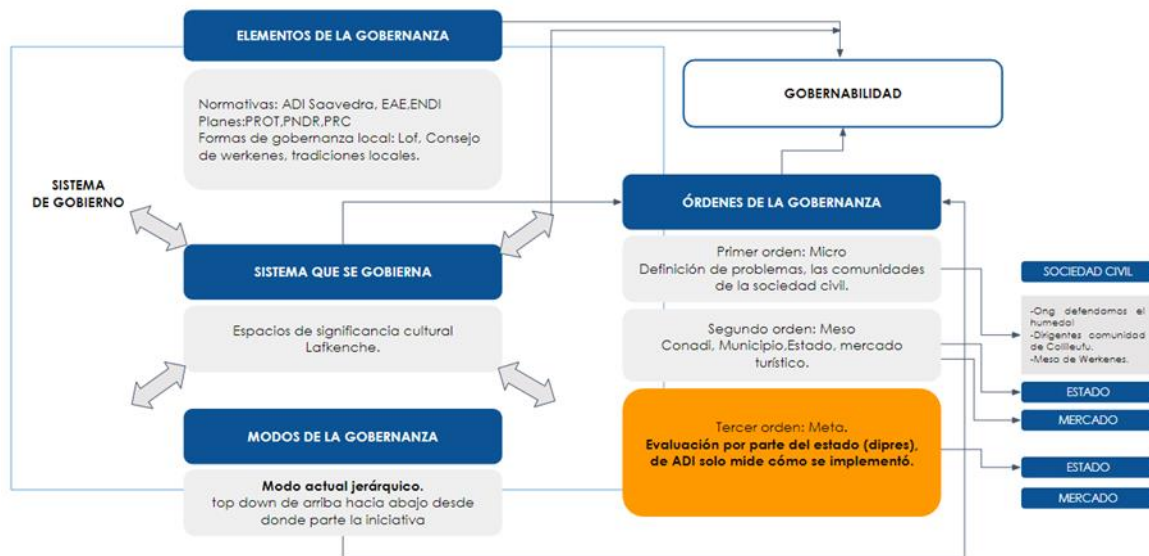 ELEMENTOS DE LA GOBERNANZA
Normativas: ADI Saavedra, EAE,ENDI
Planes:PROT,PNDR,PRC
Formas de gobernanza local: Lof, Consejo
de werkenes, tradiciones locales.
GOBERNABILIDAD
SISTEMA
DE GOBIERNO
SISTEMA QUE SE GOBIERNA
Espacios de significancia cultural
Lafkenche.
MODOS DE LA GOBERNANZA
Modo actual jerárquico.
top down de arriba hacia abajo desde
donde parte la iniciativa
ÓRDENES DE LA GOBERNANZA
Primer orden: Micro
Definición de problemas, las comunidades
de la sociedad civil.
Segundo orden: Meso
Conadi, Municipio,Estado, mercado
turístico.
Tercer orden: Meta.
Evaluación por parte del estado (dipres),
de ADI solo mide cómo se implementó.
SOCIEDAD CIVIL
-Ong defendamos el
humedal
-Dirigentes comunidad
de Collileufu.
-Mesa de Werkenes.
ESTADO
MERCADO
ESTADO
MERCADO